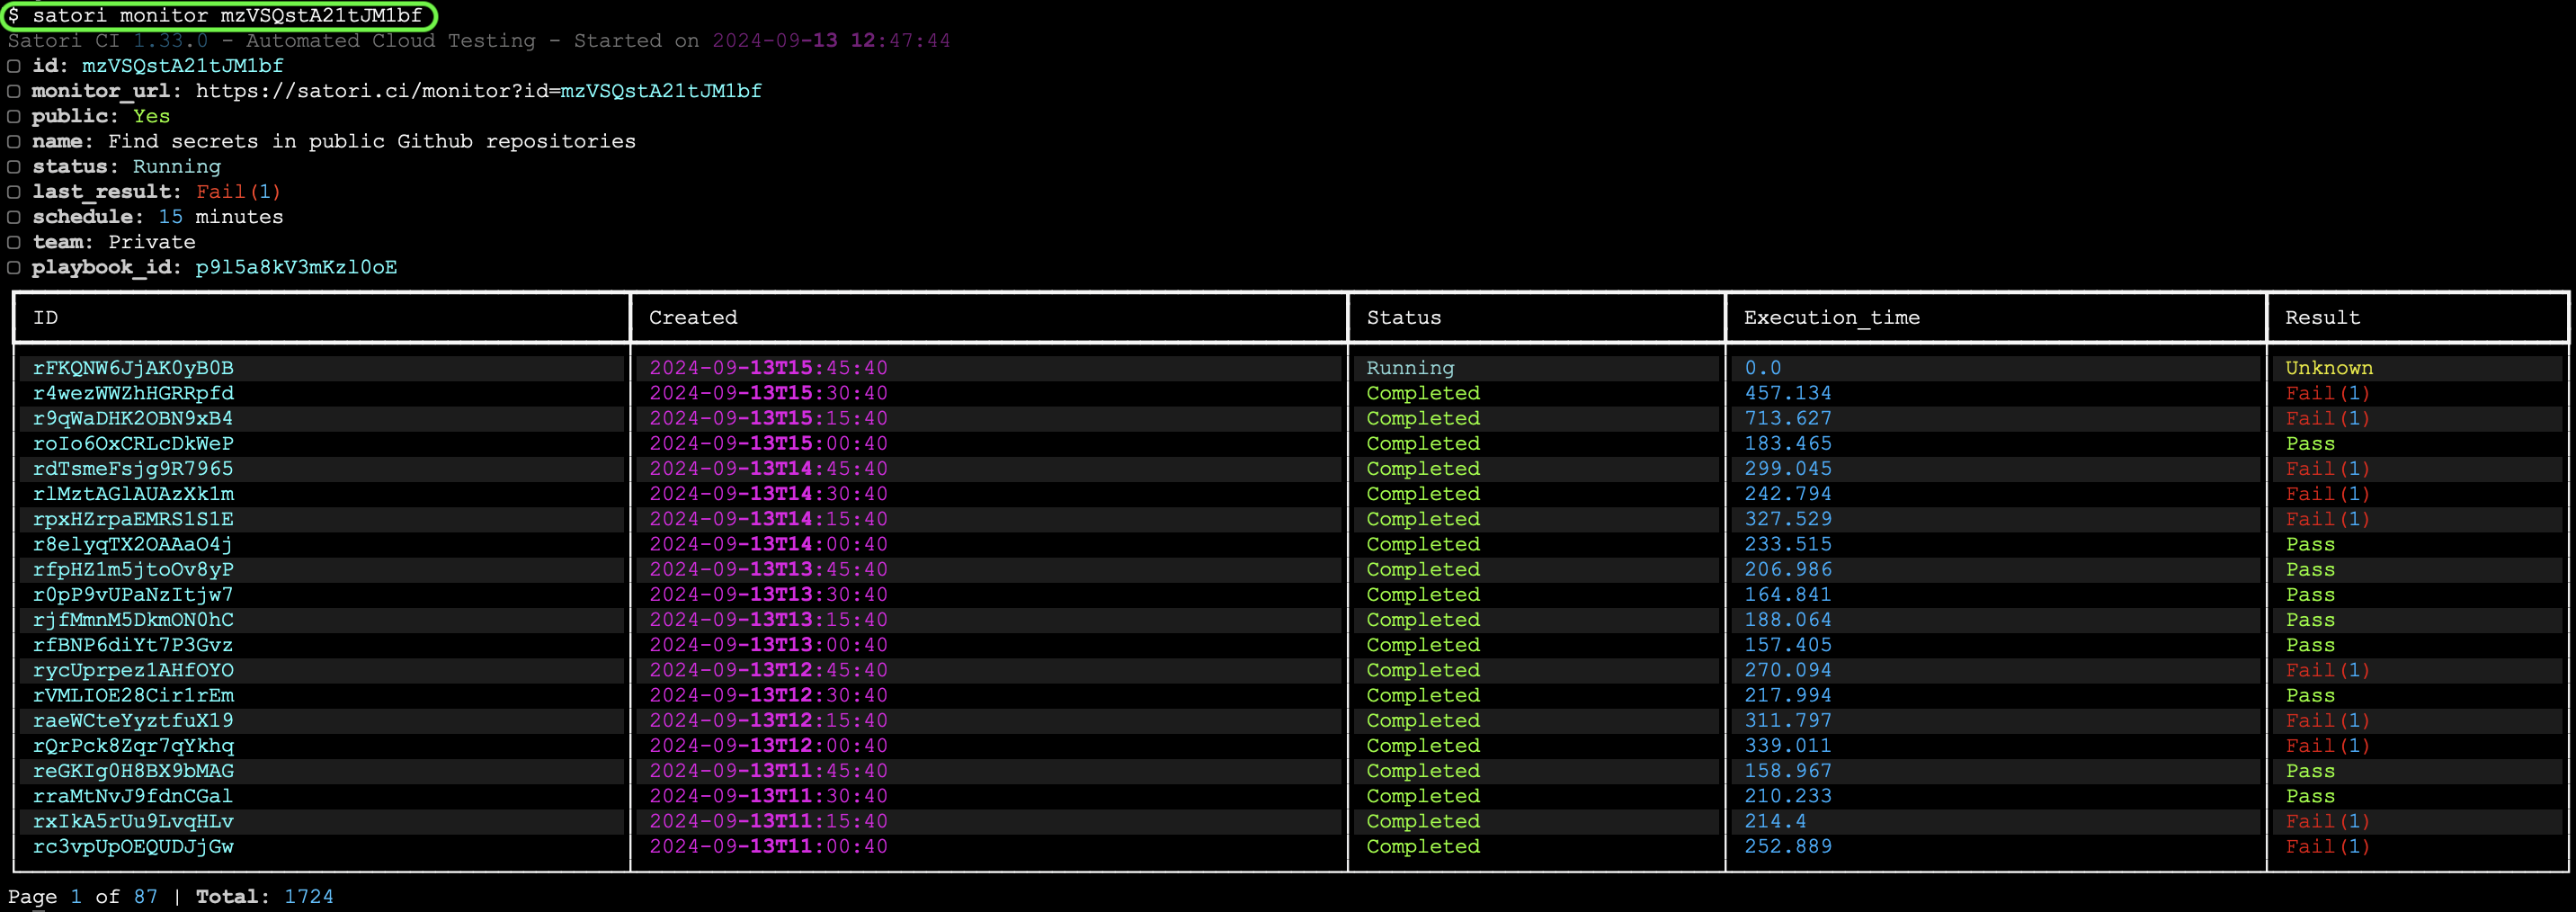 $ satori monitor mzVSQstA21tJM1bf
Satori CI 1.33.0 - Automated Cloud Testing - Started on 2024-09-13 12:47:44
▢ id: mzVSQstA21tJM1bf
▢ monitor_url: https://satori.ci/monitor?id=mzVSQstA21tJM1bf
▢ public: Yes
▢ name: Find secrets in public Github repositories
▢ status: Running
▢ last_result: Fail(1)
▢ schedule: 15 minutes
▢ team: Private
▢ playbook_id: p9l5a8kV3mKzl0oE
ID Created Status Execution_time Result
rFKQNW6JjAK0yB0B 2024-09-13T15:45:40 Running 0.0 Unknown
r4wezWWZhHGRRpfd 2024-09-13T15:30:40 Completed 457.134 Fail(1)
r9qWaDHK2OBN9xB4 2024-09-13T15:15:40 Completed 713.627 Fail(1)
roIo6OxCRLcDkWeP 2024-09-13T15:00:40 Completed 183.465 Pass
rdTsmeFsjg9R7965 2024-09-13T14:45:40 Completed 299.045 Fail(1)
rlMztAGlAUAzXk1m 2024-09-13T14:30:40 Completed 242.794 Fail(1)
rpxHZrpaEMRS1S1E 2024-09-13T14:15:40 Completed 327.529 Fail(1)
r8elyqTX2OAAaO4j 2024-09-13T14:00:40 Completed 233.515 Pass
rfpHZ1m5jtoOv8yP 2024-09-13T13:45:40 Completed 206.986 Pass
r0pP9vUPaNzItjw7 2024-09-13T13:30:40 Completed 164.841 Pass
rjfMmnM5DkmON0hC 2024-09-13T13:15:40 Completed 188.064 Pass
rfBNP6diYt7P3Gvz 2024-09-13T13:00:40 Completed 157.405 Pass
rycUprpez1AHfOYO 2024-09-13T12:45:40 Completed 270.094 Fail(1)
rVMLIOE28Cir1rEm 2024-09-13T12:30:40 Completed 217.994 Pass
raeWCteYyztfuX19 2024-09-13T12:15:40 Completed 311.797 Fail(1)
rQrPck8Zqr7qYkhq 2024-09-13T12:00:40 Completed 339.011 Fail(1)
reGKIg0H8BX9bMAG 2024-09-13T11:45:40 Completed 158.967 Pass
rraMtNvJ9fdnCGal 2024-09-13T11:30:40 Completed 210.233 Pass
rxIkA5rUu9LvqHLv 2024-09-13T11:15:40 Completed 214.4 Fail(1)
rc3vpUpOEQUDJjGw 2024-09-13T11:00:40 Completed 252.889 Fail(1)
Page 1 of 87 | Total: 1724